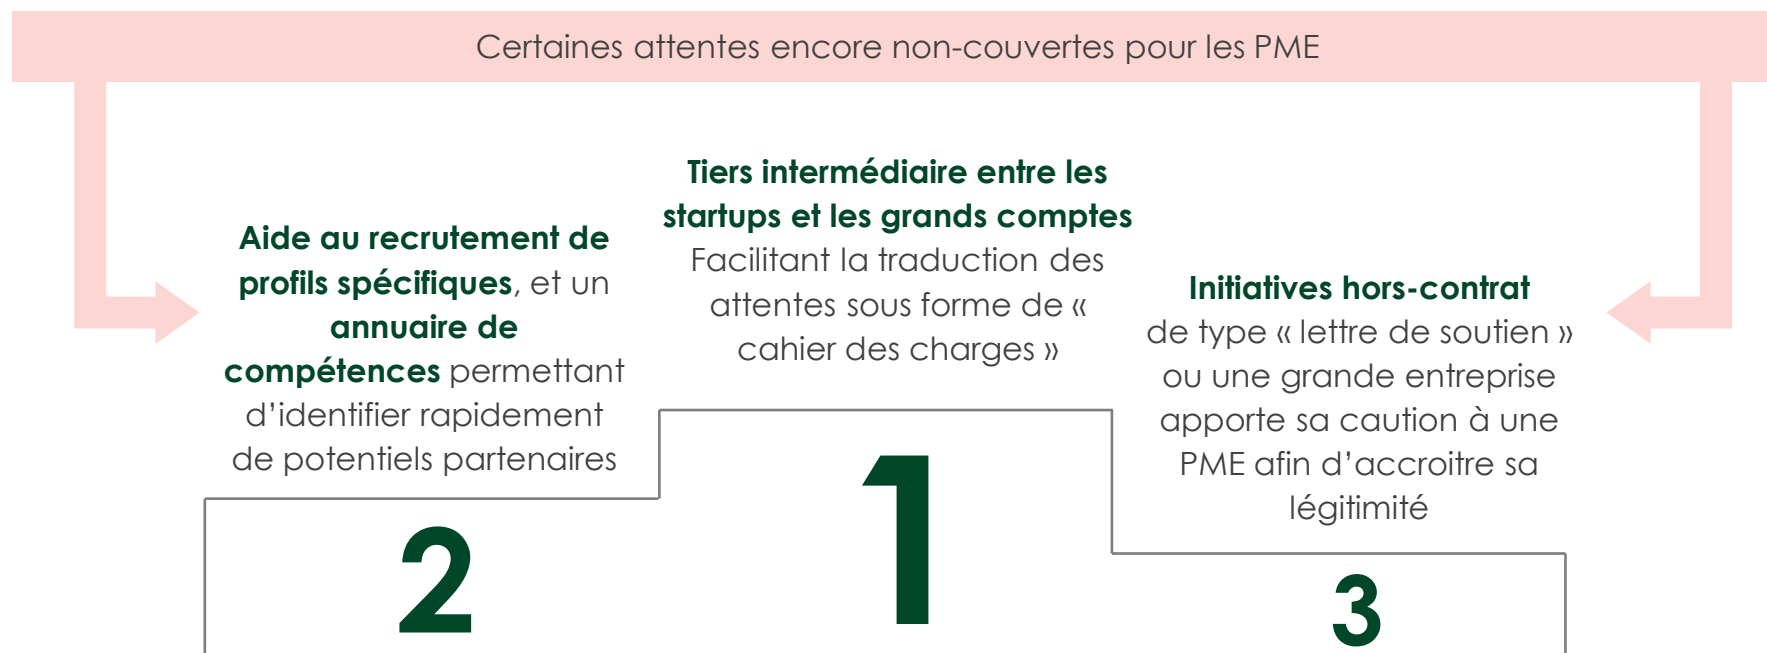 Certaines attentes encore non-couvertes pour les PME
Aide au recrutement de
profils spécifiques, et un
annuaire de
compétences permettant
d’identifier rapidement
de potentiels partenaires
2
Tiers intermédiaire entre les
startups et les grands comptes
Facilitant la traduction des
attentes sous forme de «
cahier des charges »
1
Initiatives hors-contrat
de type « lettre de soutien »
ou une grande entreprise
apporte sa caution à une
PME afin d’accroitre sa
légitimité
3